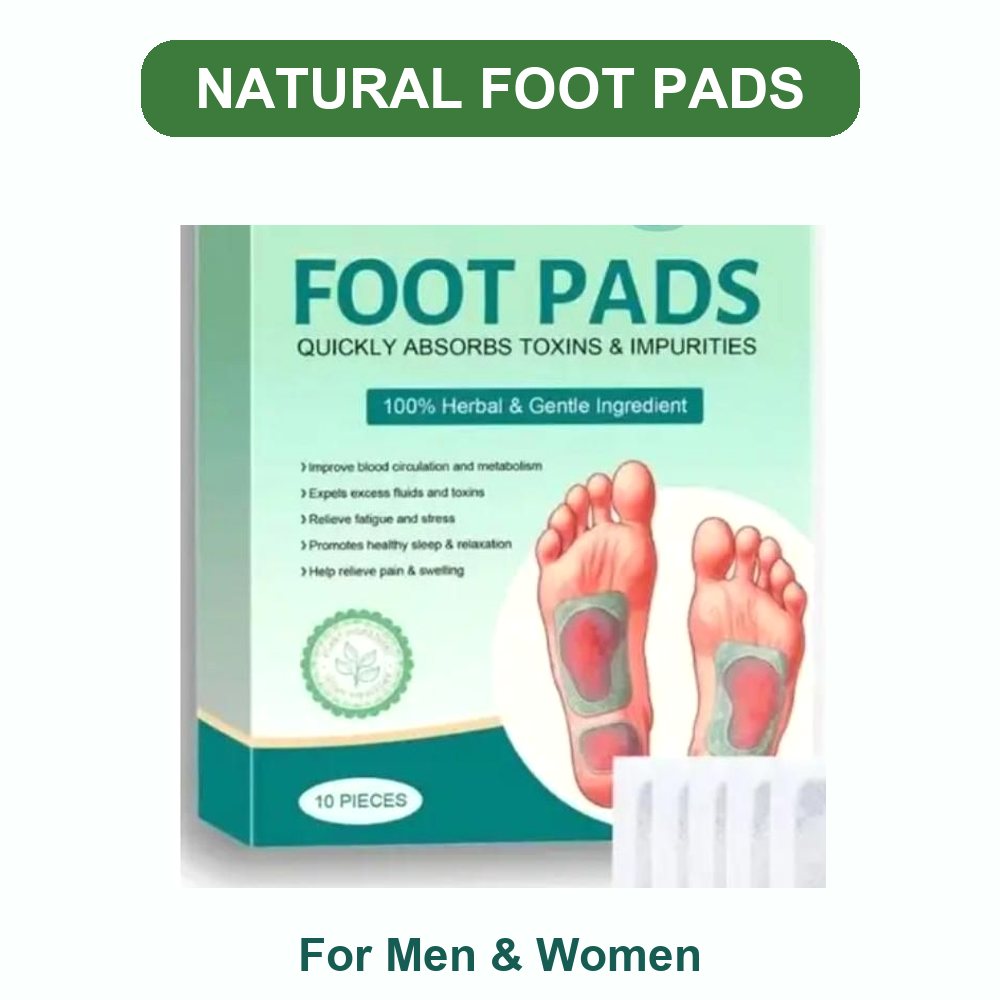 NATURAL FOOT PADS
FOOT PADS
QUICKLY ABSORBS TOXINS & IMPURITIES
100% Herbal & Gentle Ingredient
Improve blood circulation and metabolism
Expels excess fluids and toxins
Relieve fatigue and stress
Promotes healthy sleep & relaxation
Help relieve pain & swelling
10 PIECES
For Men & Women